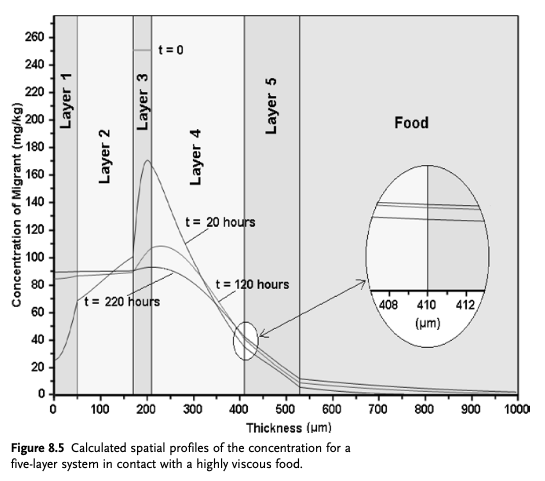 Concentration of Migrant (mg/kg)
260
240
220
200
180
160
140
120
100
80
60
40
20
0
Layer 1
Layer 2
Layer 3
Layer 4
Layer 5
Food
t = 0
t = 20 hours
t = 120 hours
t = 220 hours
408 410 412
(µm)
0 100 200 300 400 500 600 700 800 900 1000
Thickness (µm)
Figure 8.5 Calculated spatial profiles of the concentration for a
five-layer system in contact with a highly viscous food.